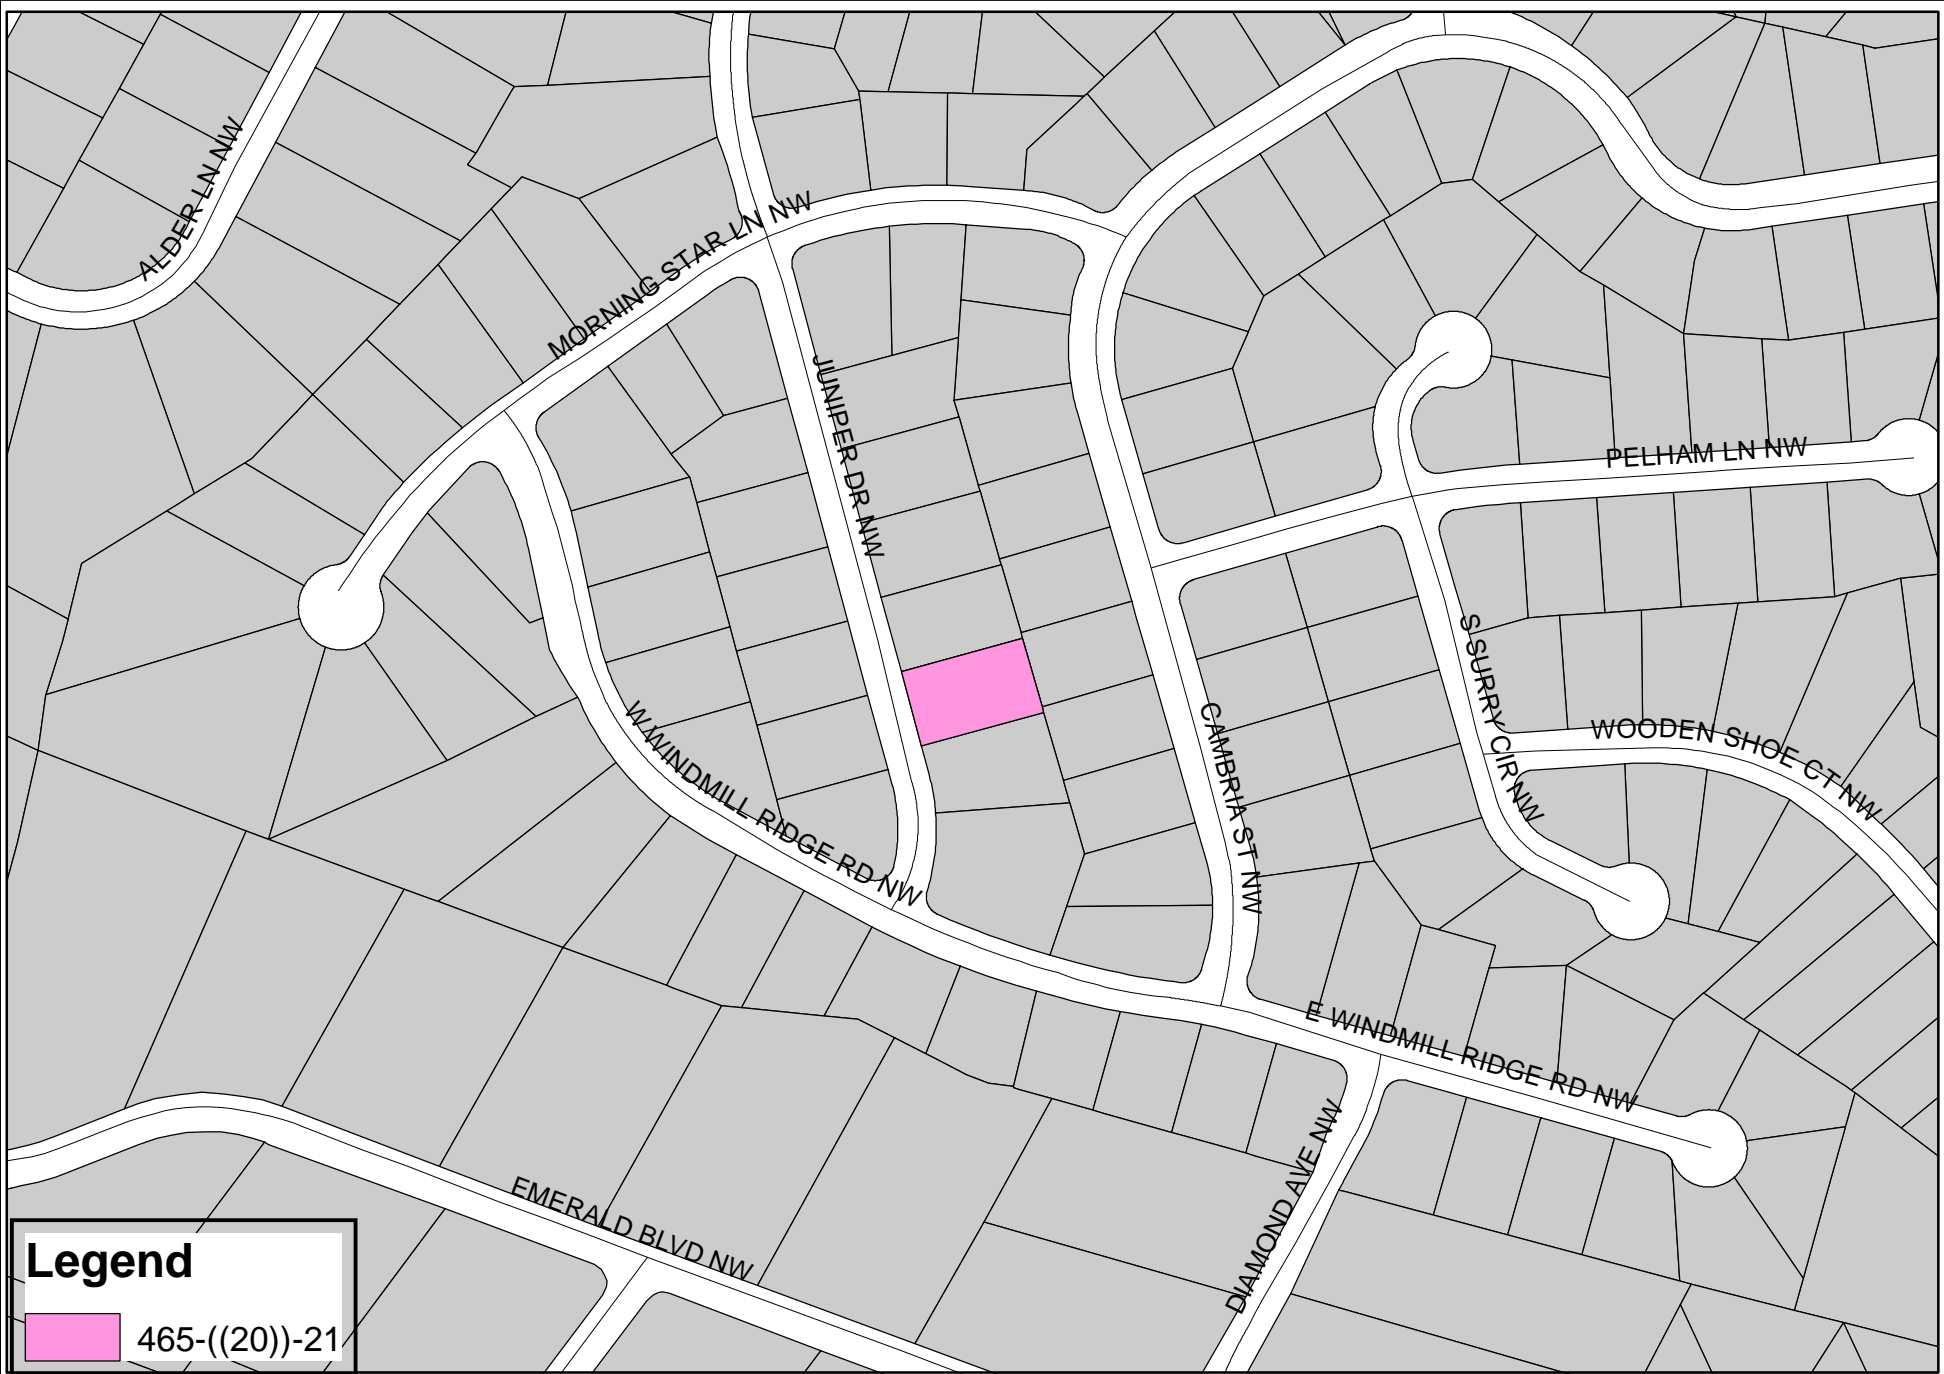 ALDER LN NW
MORNING STAR LN NW
JUNIPER DR NW
PELHAM LN NW
S SURRY CIR NW
WOODEN SHOE CT NW
W WINDMILL RIDGE RD NW
CAMBRIA ST NW
E WINDMILL RIDGE RD NW
DIAMOND AVE NW
EMERALD BLVD NW
Legend
465-((20))-21